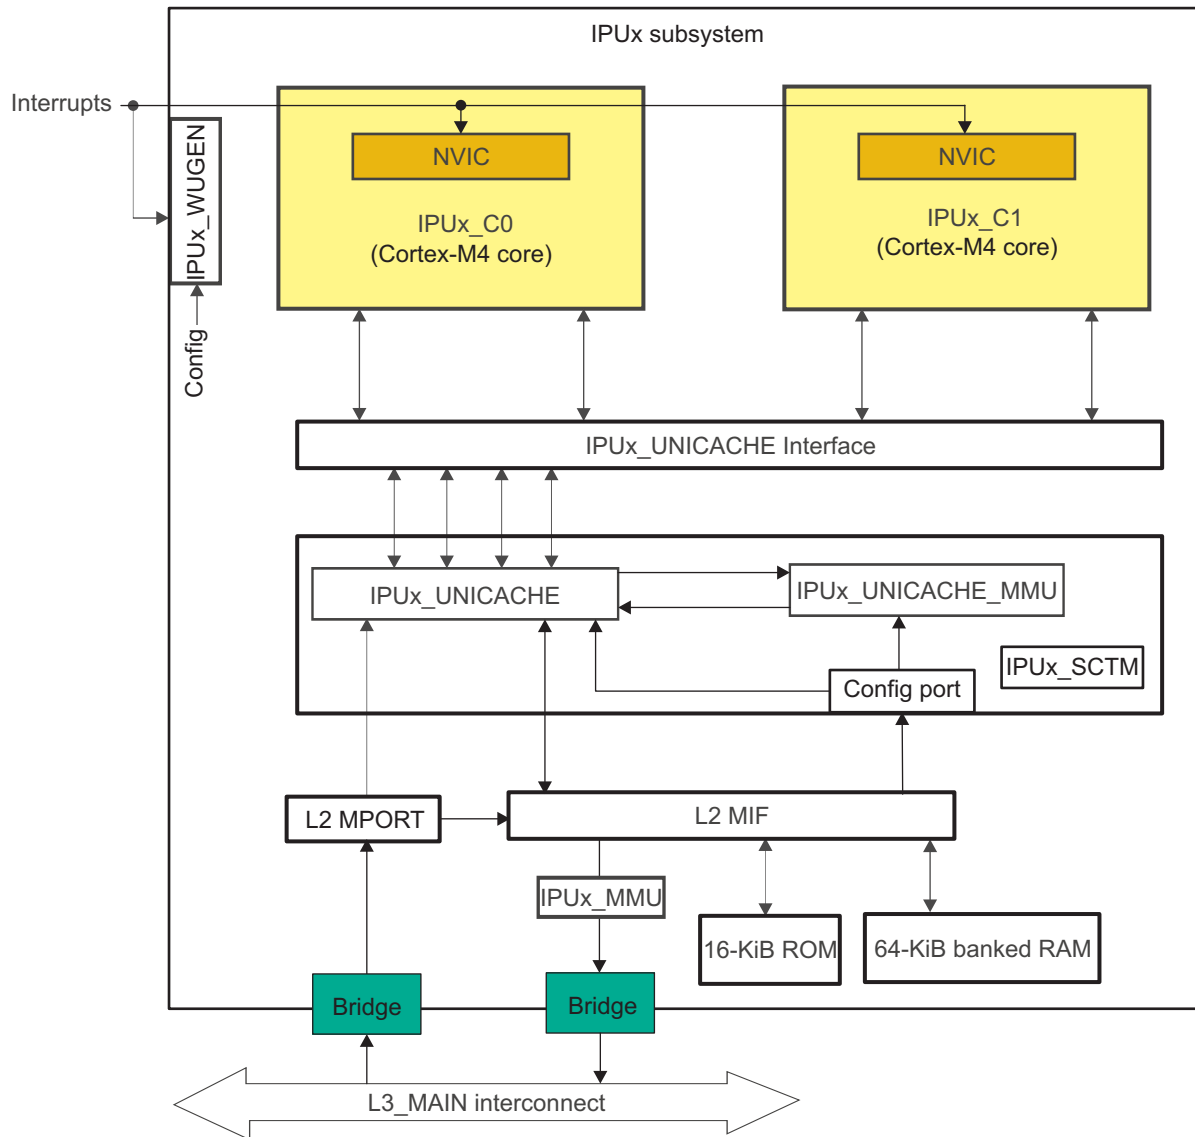 IPUx subsystem
Interrupts
IPUx_WUGEN
Config
NVIC
IPUx_C0
(Cortex-M4 core)
NVIC
IPUx_C1
(Cortex-M4 core)
IPUx_UNICACHE Interface
IPUx_UNICACHE
IPUx_UNICACHE_MMU
IPUx_SCTM
Config port
L2 MPORT
L2 MIF
IPUx_MMU
16-KiB ROM
64-KiB banked RAM
Bridge
Bridge
L3_MAIN interconnect